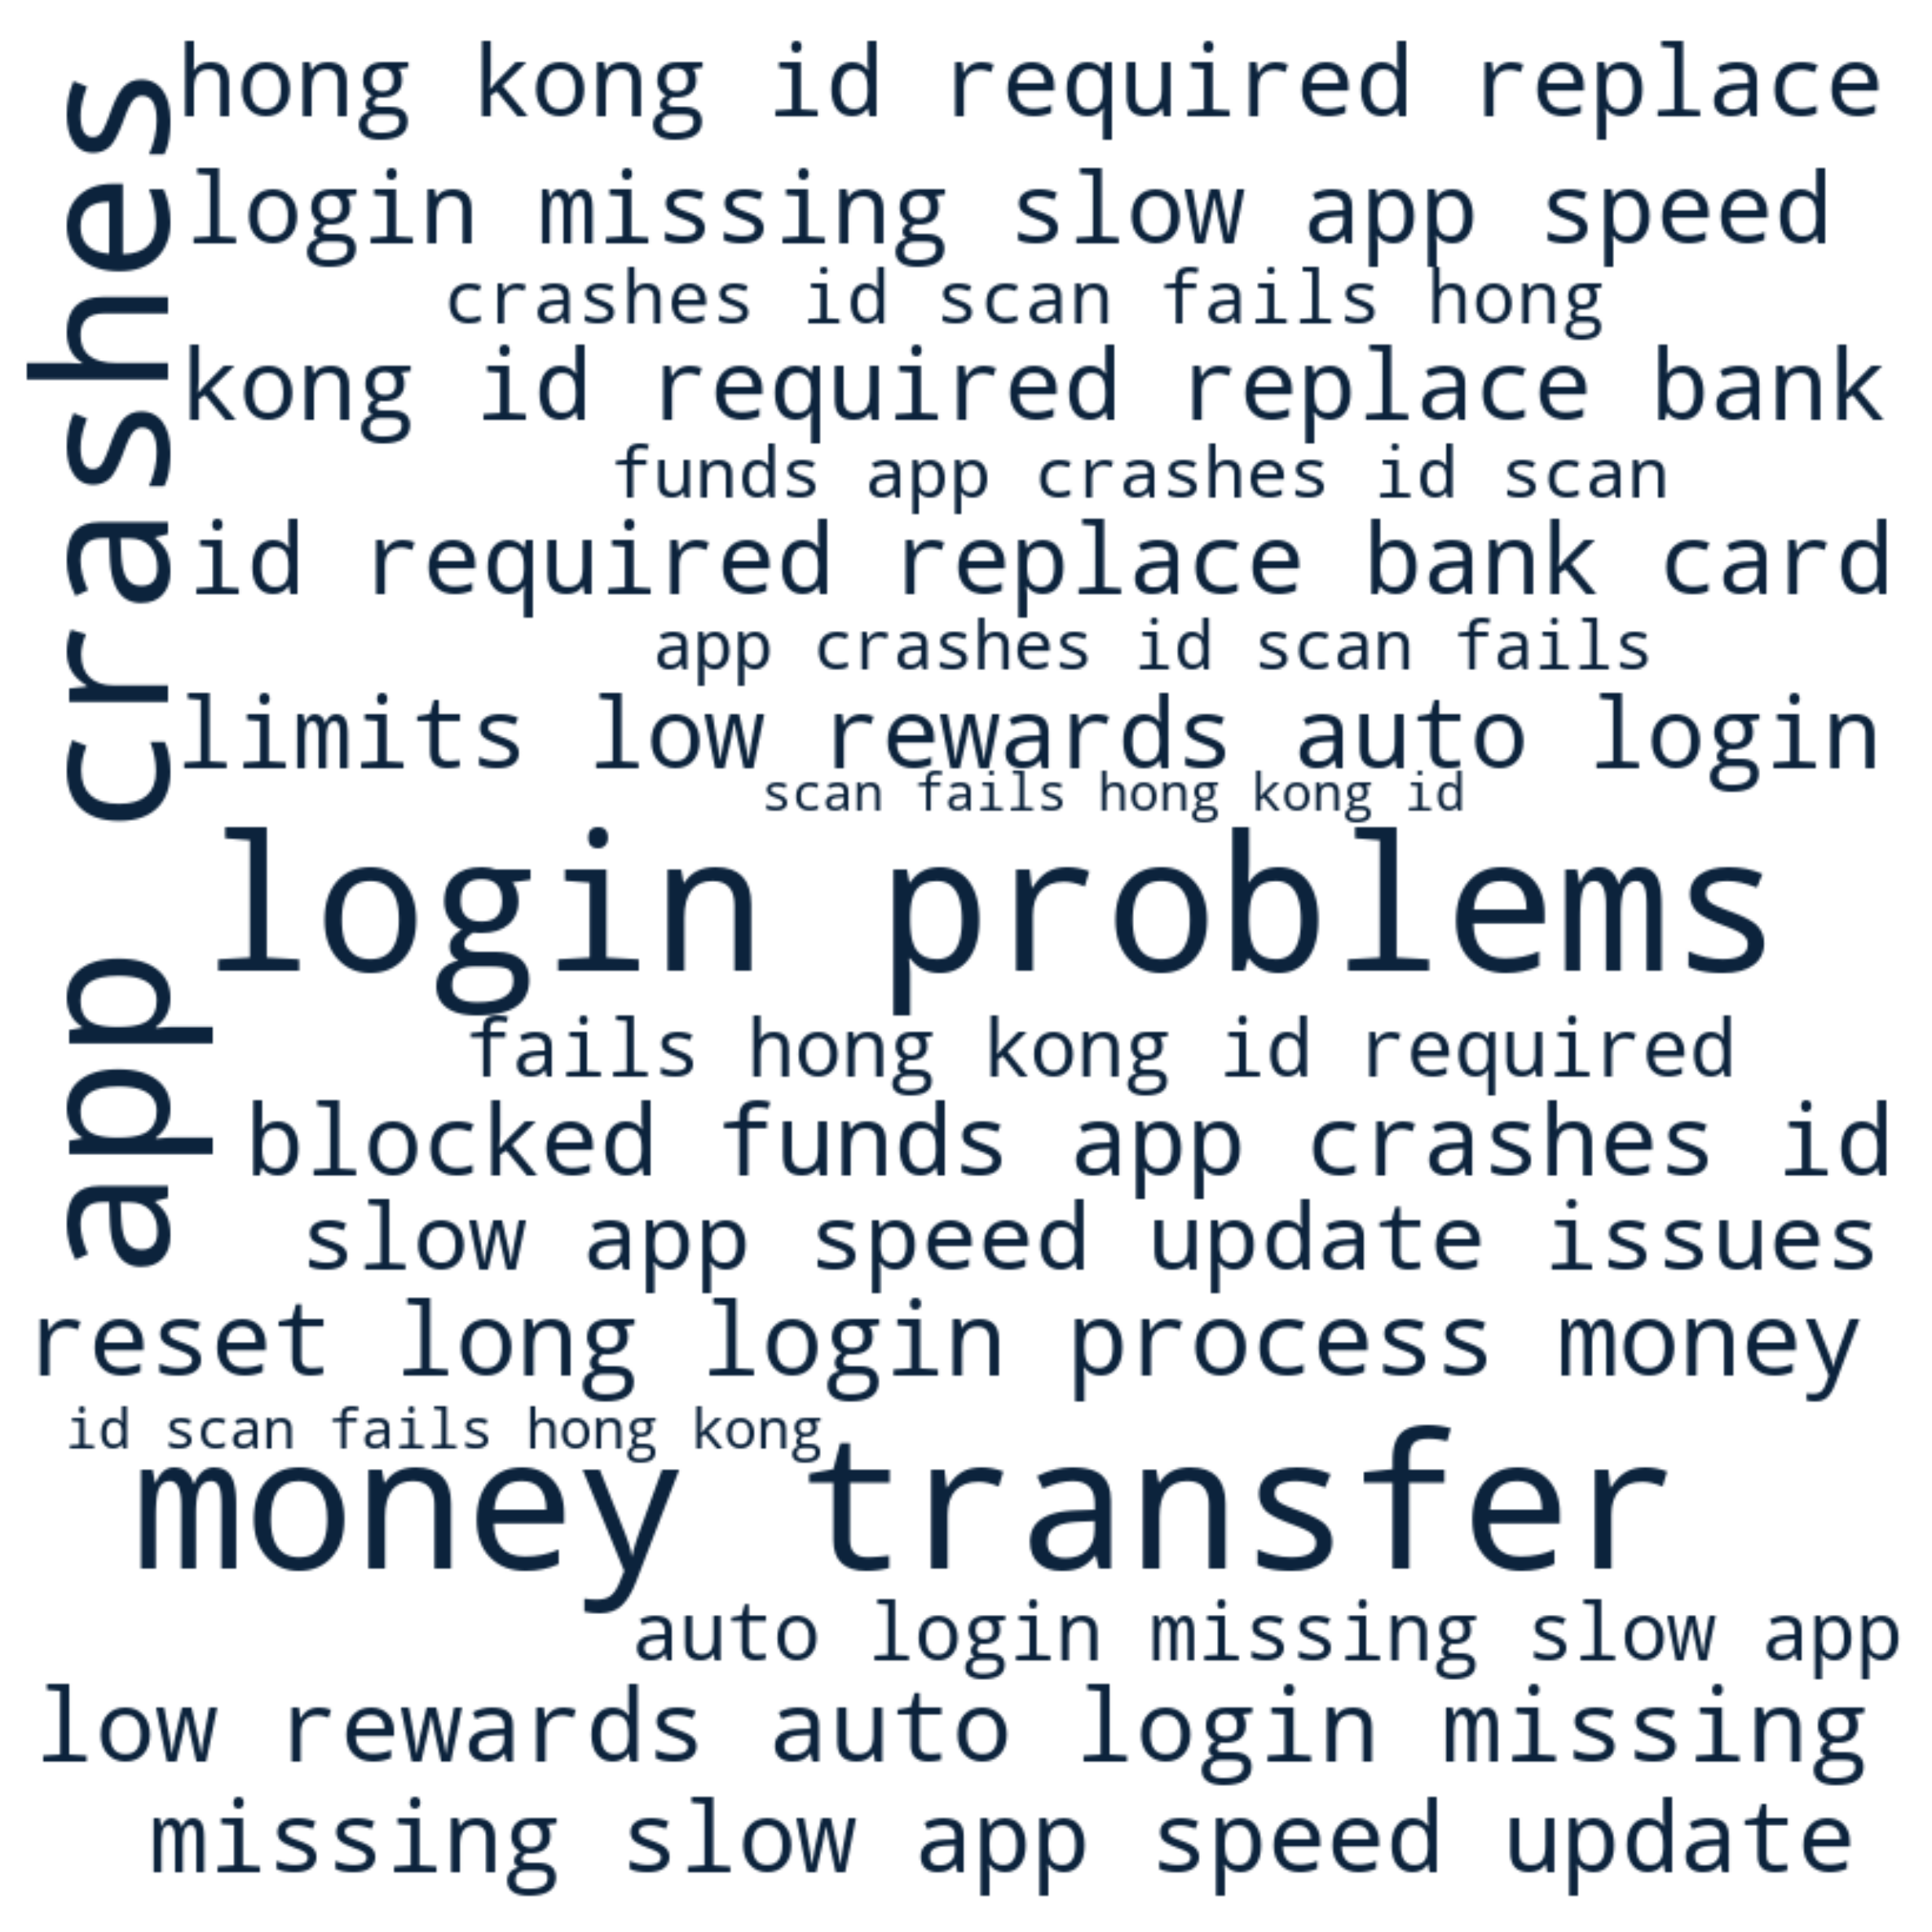 app crashes
hong kong id required replace
login missing slow app speed
crashes id scan fails hong
kong id required replace bank
funds app crashes id scan
id required replace bank card
app crashes id scan fails
limits low rewards auto login
scan fails hong kong id
login problems
fails hong kong id required
blocked funds app crashes id
slow app speed update issues
reset long login process money
id scan fails hong kong
money transfer
auto login missing slow app
low rewards auto login missing
missing slow app speed update